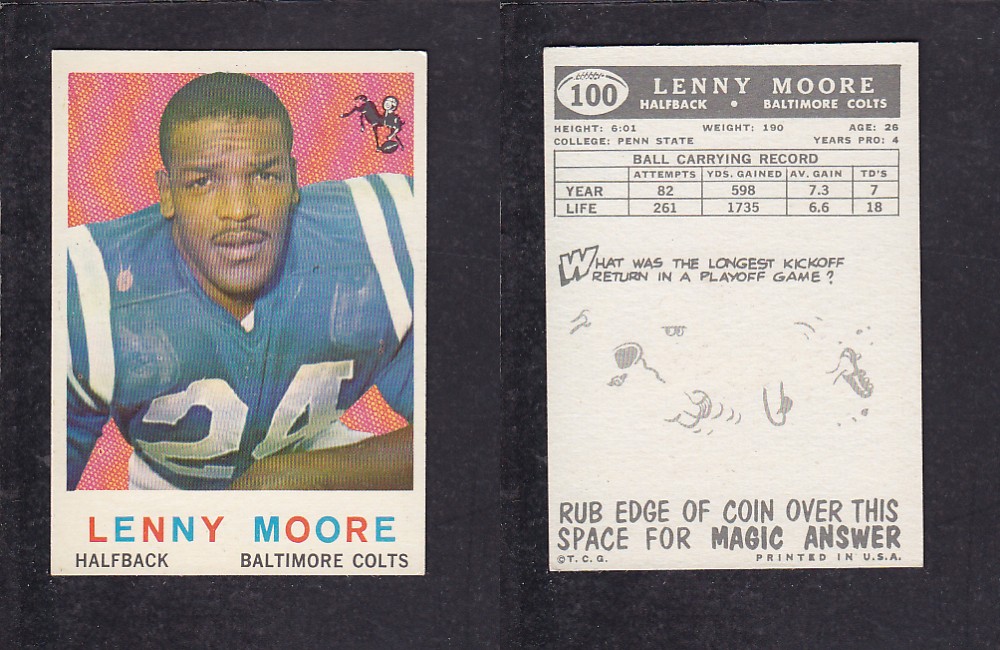 24
LENNY MOORE
HALFBACK BALTIMORE COLTS
100
LENNY MOORE
HALFBACK • BALTIMORE COLTS
HEIGHT: 6:01 WEIGHT: 190 AGE: 26
COLLEGE: PENN STATE YEARS PRO: 4
BALL CARRYING RECORD
ATTEMPTS YDS. GAINED AV. GAIN TD'S
YEAR 82 598 7.3 7
LIFE 261 1735 6.6 18
WHAT WAS THE LONGEST KICKOFF
RETURN IN A PLAYOFF GAME?
RUB EDGE OF COIN OVER THIS
SPACE FOR MAGIC ANSWER
©T.C.G. PRINTED IN U.S.A.